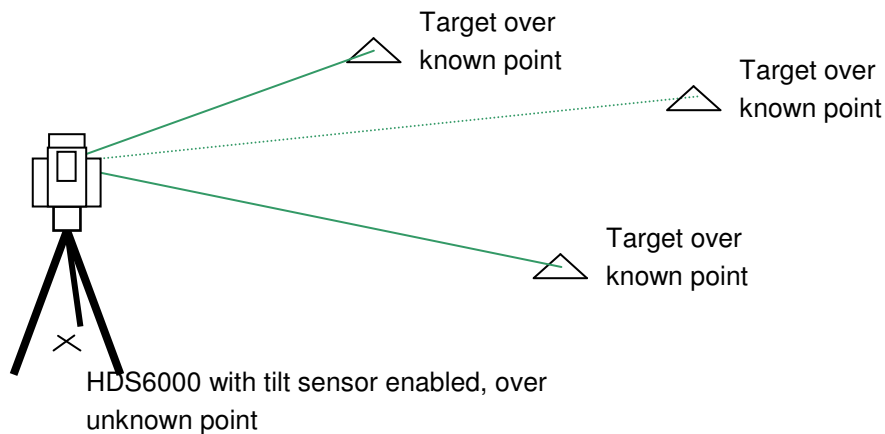 Target over
known point
Target over
known point
Target over
known point
HDS6000 with tilt sensor enabled, over
unknown point